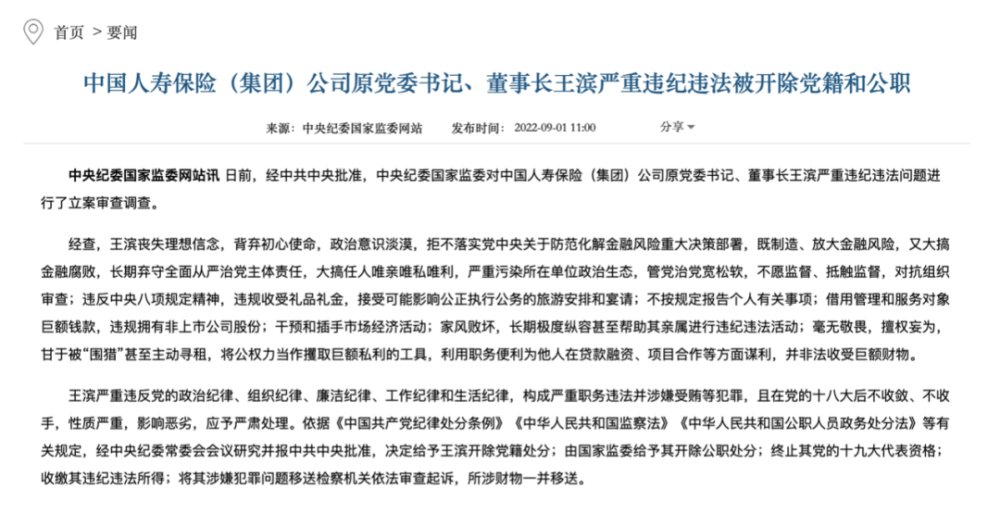 首页 > 要闻
中国人寿保险（集团）公司原党委书记、董事长王滨严重违纪违法被开除党籍和公职
来源：中央纪委国家监委网站 发布时间：2022-09-01 11:00 分享
中央纪委国家监委网站讯 日前，经中共中央批准，中央纪委国家监委对中国人寿保险（集团）公司原党委书记、董事长王滨严重违纪违法问题进
行了立案审查调查。
经查，王滨丧失理想信念，背弃初心使命，政治意识淡漠，拒不落实党中央关于防范化解金融风险重大决策部署，既制造、放大金融风险，又大搞
金融腐败，长期弃守全面从严治党主体责任，大搞任人唯亲唯私唯利，严重污染所在单位政治生态，管党治党宽松软，不愿监督、抵触监督，对抗组织
审查；违反中央八项规定精神，违规收受礼品礼金，接受可能影响公正执行公务的旅游安排和宴请；不按规定报告个人有关事项；借用管理和服务对象
巨额钱款，违规拥有非上市公司股份；干预和插手市场经济活动；家风败坏，长期极度纵容甚至帮助其亲属进行违纪违法活动；毫无敬畏，擅权妄为，
甘于被“围猎”甚至主动寻租，将公权力当作攫取巨额私利的工具，利用职务便利为他人在贷款融资、项目合作等方面谋利，并非法收受巨额财物。
王滨严重违反党的政治纪律、组织纪律、廉洁纪律、工作纪律和生活纪律，构成严重职务违法并涉嫌受贿等犯罪，且在党的十八大后不收敛、不收
手，性质严重，影响恶劣，应予严肃处理。依据《中国共产党纪律处分条例》《中华人民共和国监察法》《中华人民共和国公职人员政务处分法》等有
关规定，经中央纪委常委会会议研究并报中共中央批准，决定给予王滨开除党籍处分；由国家监委给予其开除公职处分；终止其党的十九大代表资格；
收缴其违纪违法所得；将其涉嫌犯罪问题移送检察机关依法审查起诉，所涉财物一并移送。